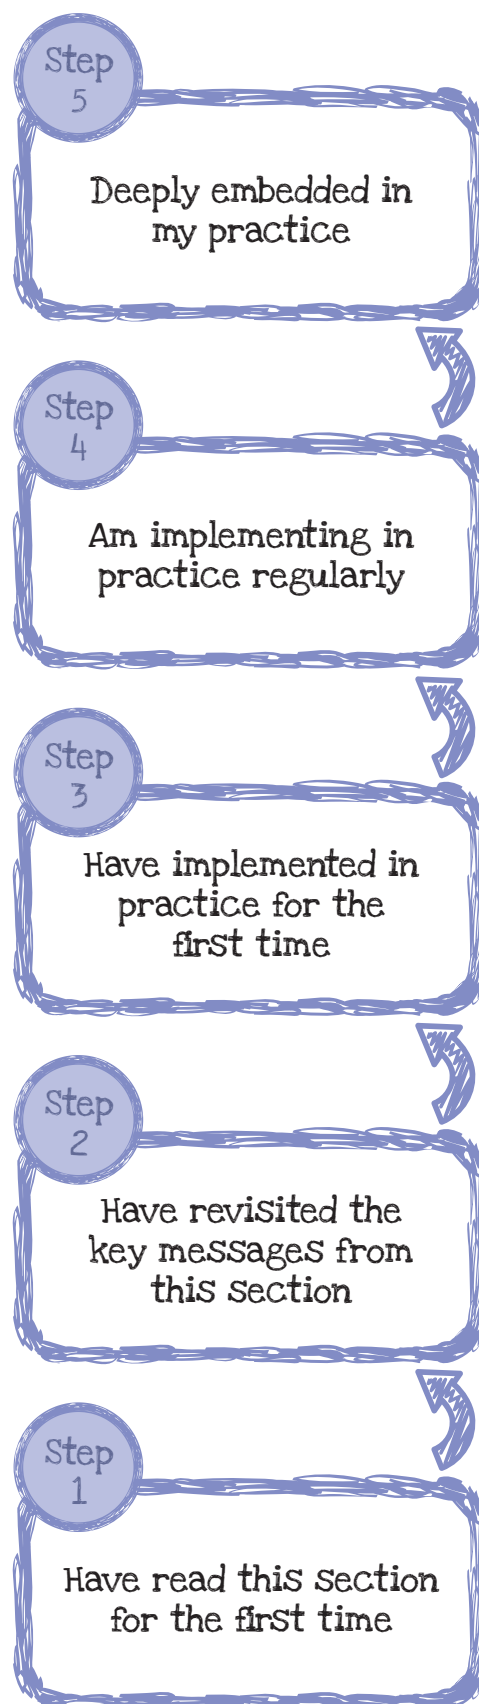 Step
5
Deeply embedded in
my practice
Step
4
Am implementing in
practice regularly
Step
3
Have implemented in
practice for the
first time
Step
2
Have revisited the
key messages from
this section
Step
1
Have read this section
for the first time